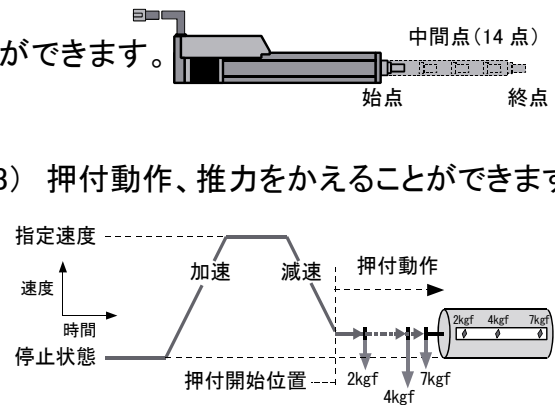 ができます。
中間点(14 点)
始点
終点
3) 押付動作、推力をかえることができます
指定速度
加速
減速
押付動作
速度
時間
2kgf 4kgf 7kgf
停止状態
押付開始位置
2kgf
4kgf
7kgf